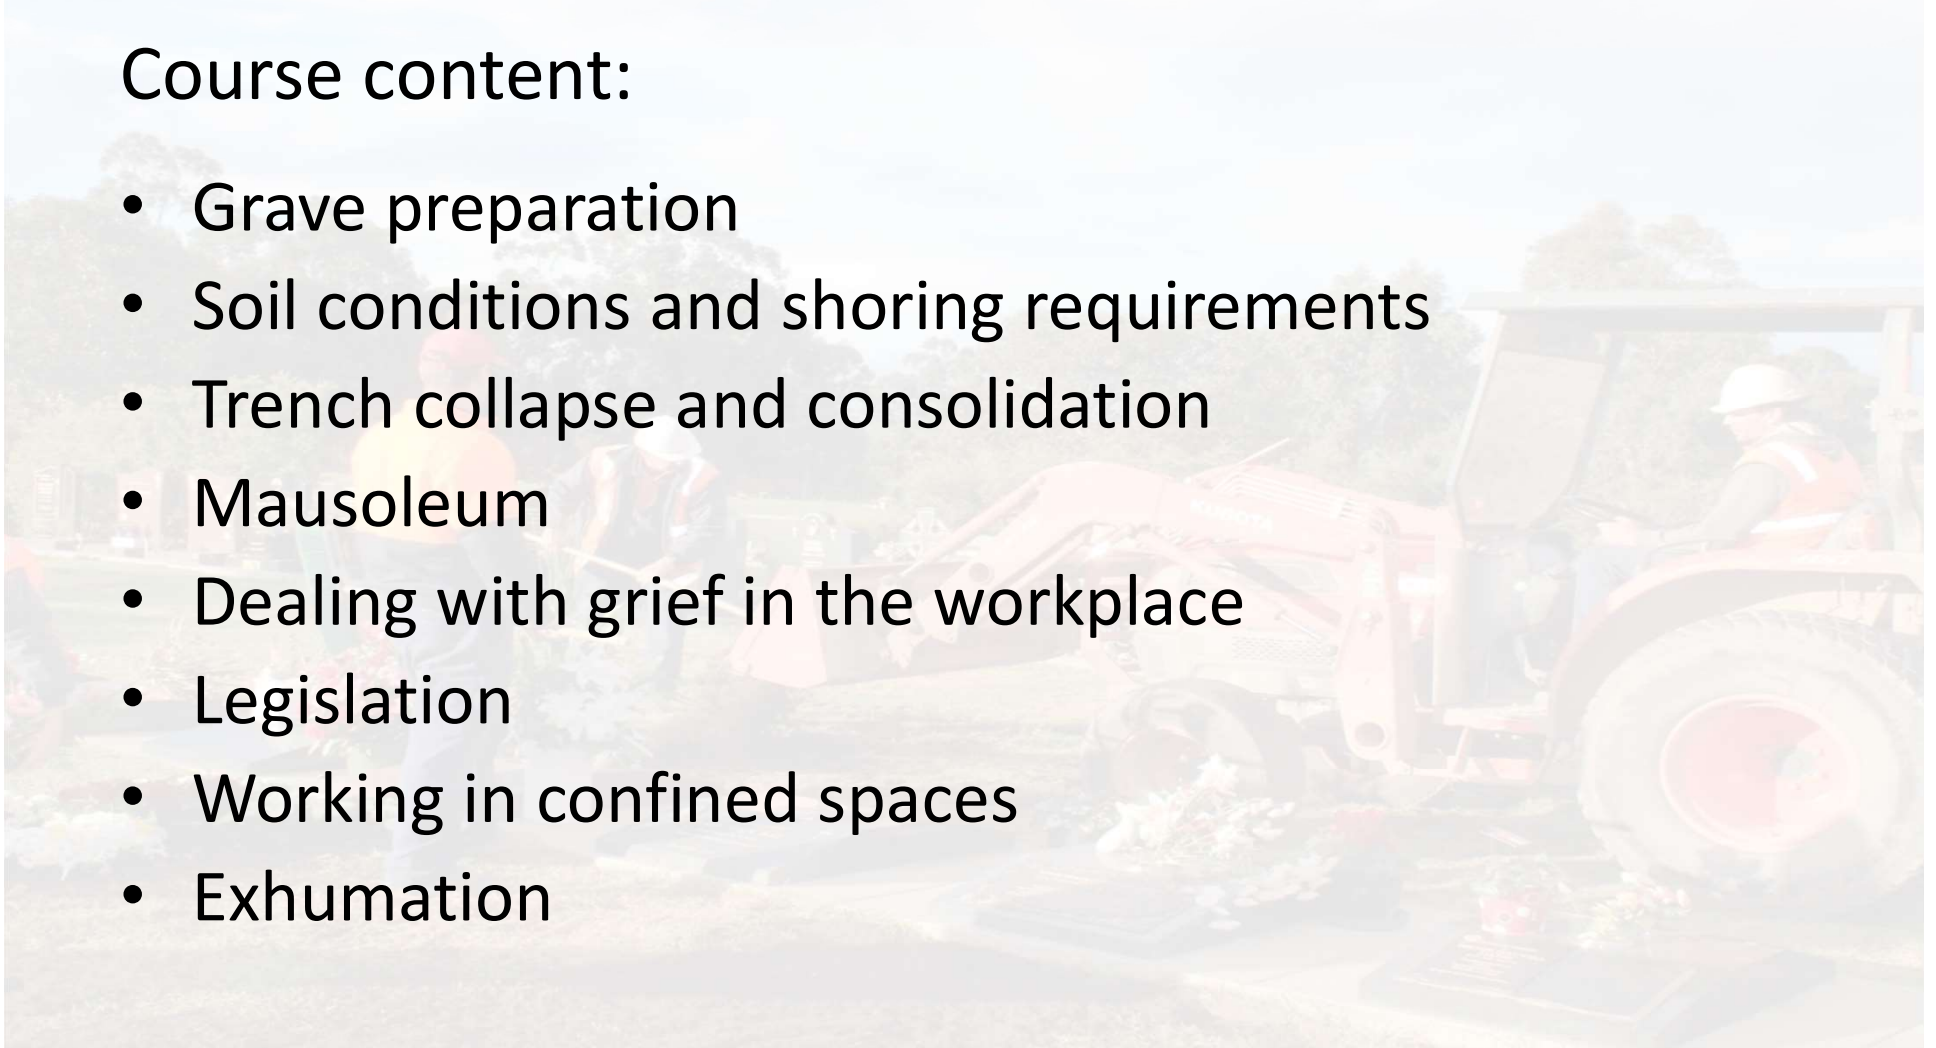 Course content:
• Grave preparation
• Soil conditions and shoring requirements
• Trench collapse and consolidation
• Mausoleum
• Dealing with grief in the workplace
• Legislation
• Working in confined spaces
• Exhumation
KUBOTA